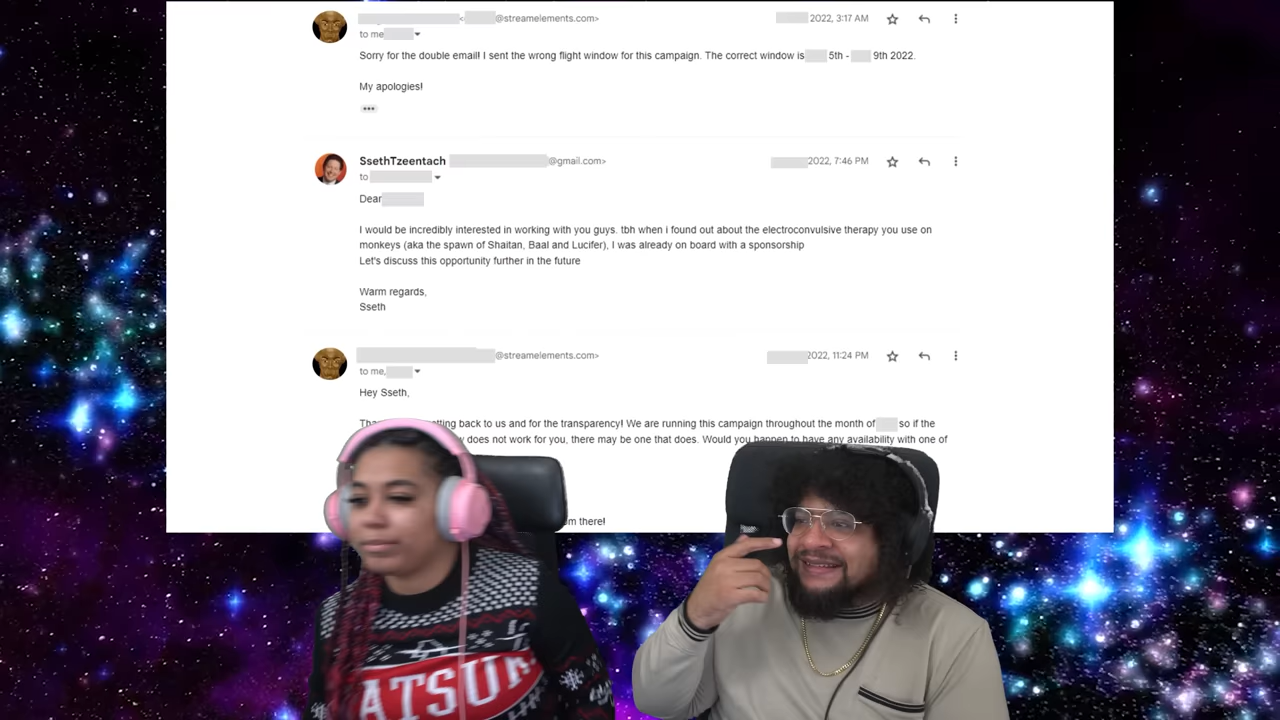 @streamelements.com>
2022, 3:17 AM
to me
Sorry for the double email! I sent the wrong flight window for this campaign. The correct window is 5th - 9th 2022.
My apologies!
SsethTzeentach @gmail.com>
2022, 7:46 PM
to
Dear
I would be incredibly interested in working with you guys. tbh when i found out about the electroconvulsive therapy you use on
monkeys (aka the spawn of Shaitan, Baal and Lucifer), I was already on board with a sponsorship
Let's discuss this opportunity further in the future
Warm regards,
Sseth
@streamelements.com>
2022, 11:24 PM
to me,
Hey Sseth,
back to us and for the transparency! We are running this campaign throughout the month of so if the
does not work for you, there may be one that does. Would you happen to have any availability with one of
there!